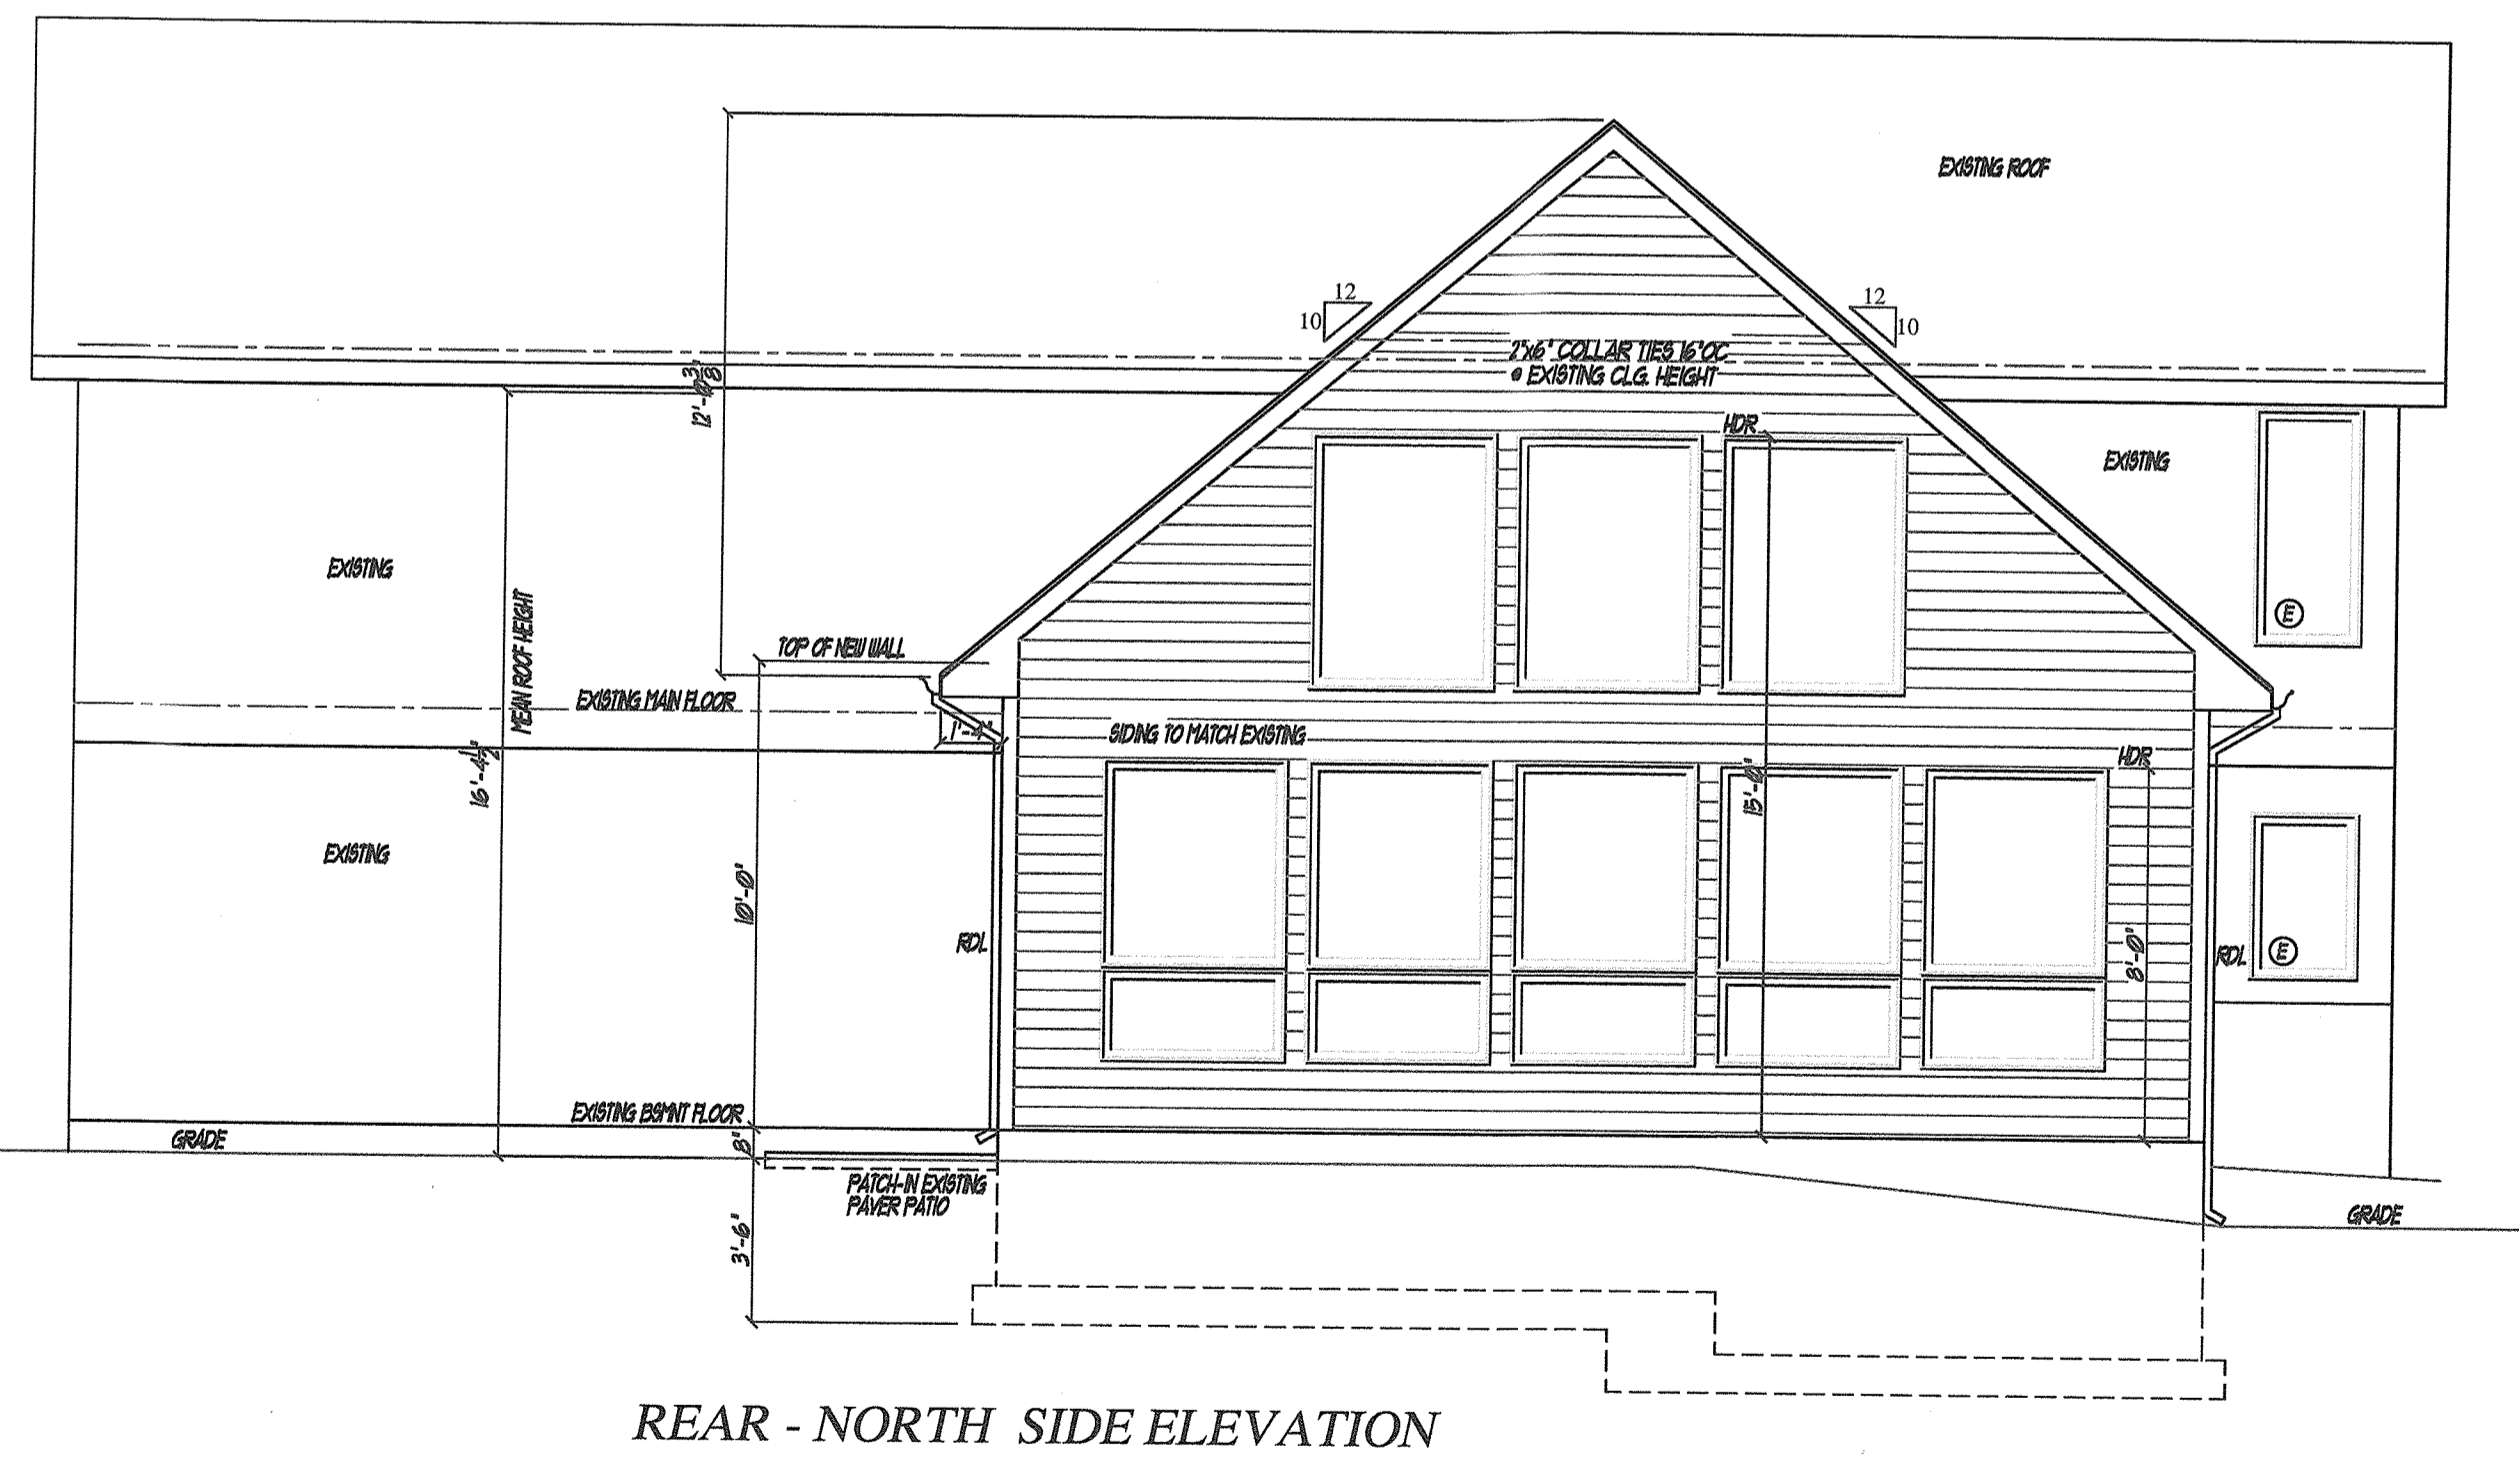 EXISTING ROOF
12
10
12
10
12'-0 3/8"
2"x6" COLLAR TIES 16"OC
@ EXISTING CLG. HEIGHT
HDR
EXISTING
EXISTING
E
MEAN ROOF HEIGHT
16'-4 1/2"
TOP OF NEW WALL
EXISTING MAIN FLOOR
SIDING TO MATCH EXISTING
HDR
15'-0"
EXISTING
10'-0"
RDL
8'-0"
RDL
E
EXISTING BSMNT FLOOR
GRADE
8"
PATCH-IN EXISTING
PAVER PATIO
3'-6"
GRADE
REAR - NORTH SIDE ELEVATION